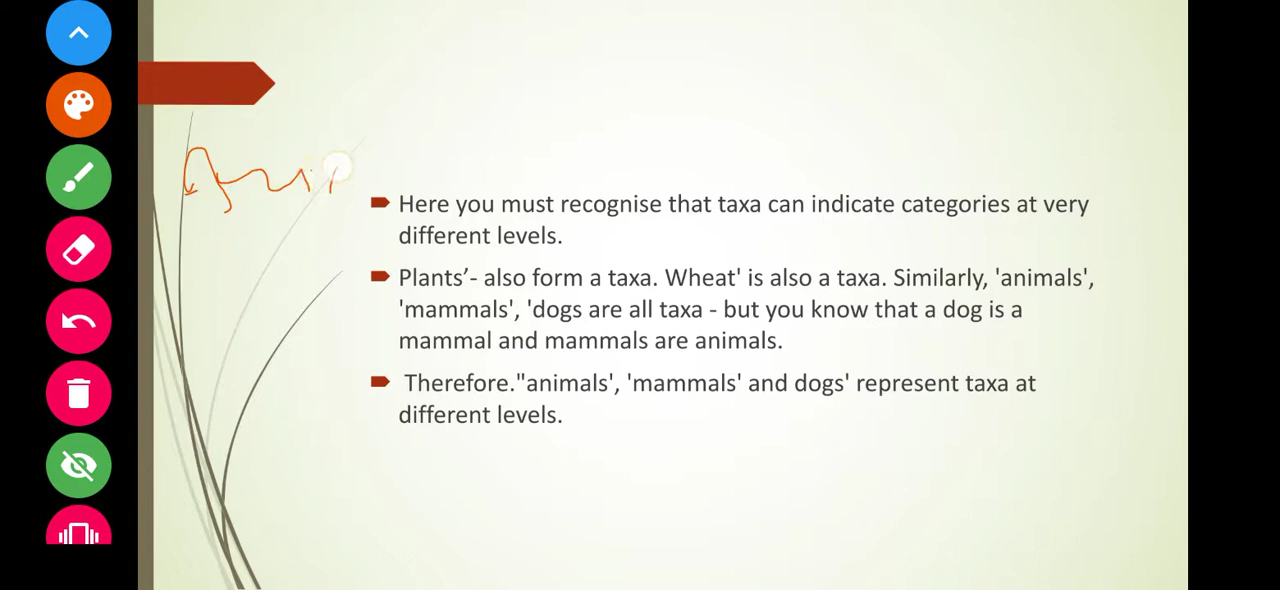 Here you must recognise that taxa can indicate categories at very
different levels.
Plants’- also form a taxa. Wheat' is also a taxa. Similarly, 'animals',
'mammals', 'dogs are all taxa - but you know that a dog is a
mammal and mammals are animals.
Therefore."animals', 'mammals' and dogs' represent taxa at
different levels.